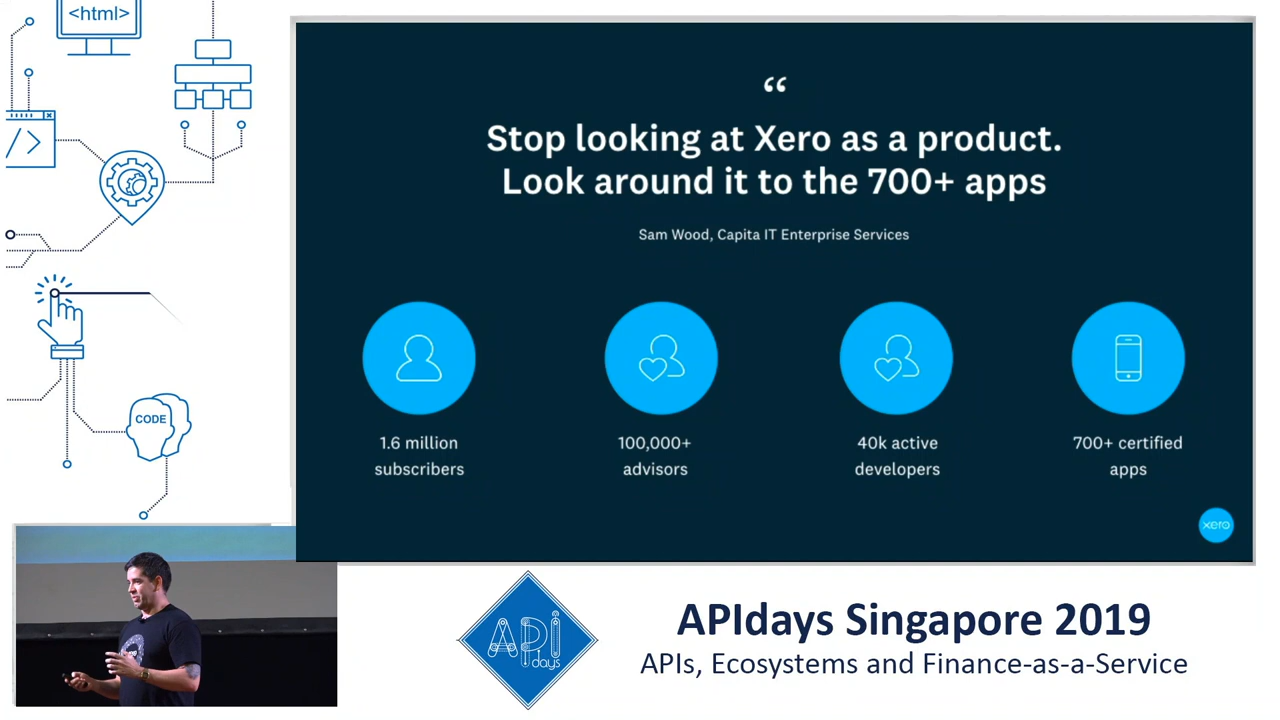 <html>
</>
CODE
“
Stop looking at Xero as a product.
Look around it to the 700+ apps
Sam Wood, Capita IT Enterprise Services
1.6 million
subscribers
100,000+
advisors
40k active
developers
700+ certified
apps
xero
API
days
APIdays Singapore 2019
APIs, Ecosystems and Finance-as-a-Service